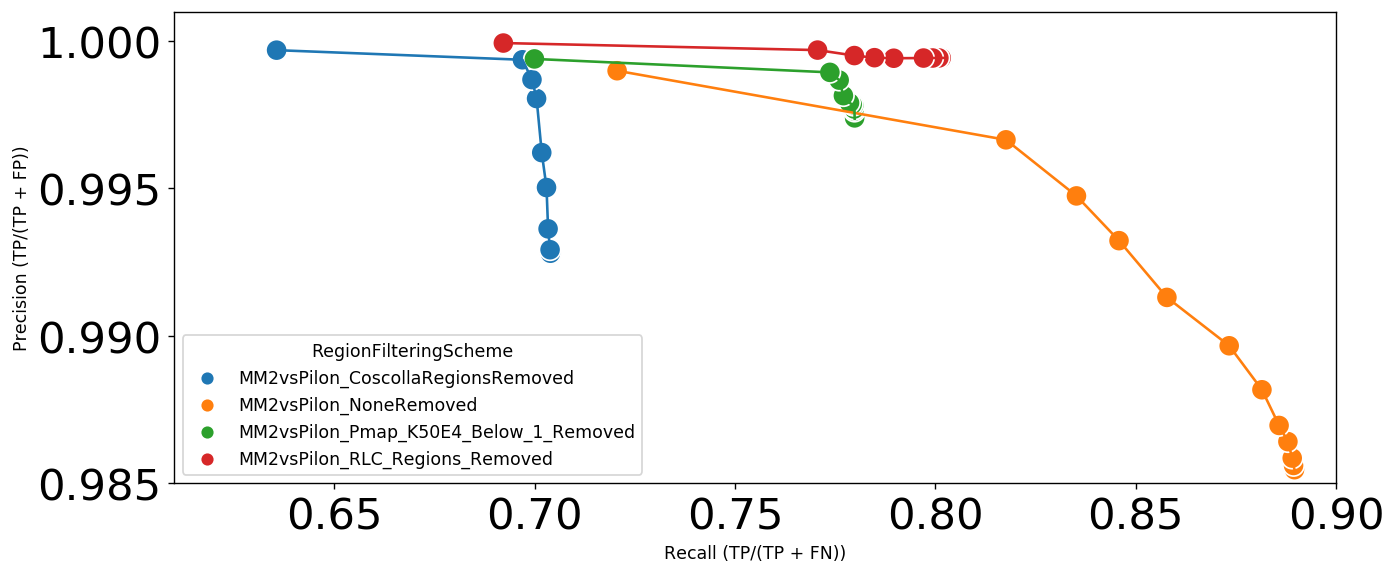 1.000
0.995
0.990
0.985
Precision (TP/(TP + FP))
RegionFilteringScheme
MM2vsPilon_CoscollaRegionsRemoved
MM2vsPilon_NoneRemoved
MM2vsPilon_Pmap_K50E4_Below_1_Removed
MM2vsPilon_RLC_Regions_Removed
0.65 0.70 0.75 0.80 0.85 0.90
Recall (TP/(TP + FN))